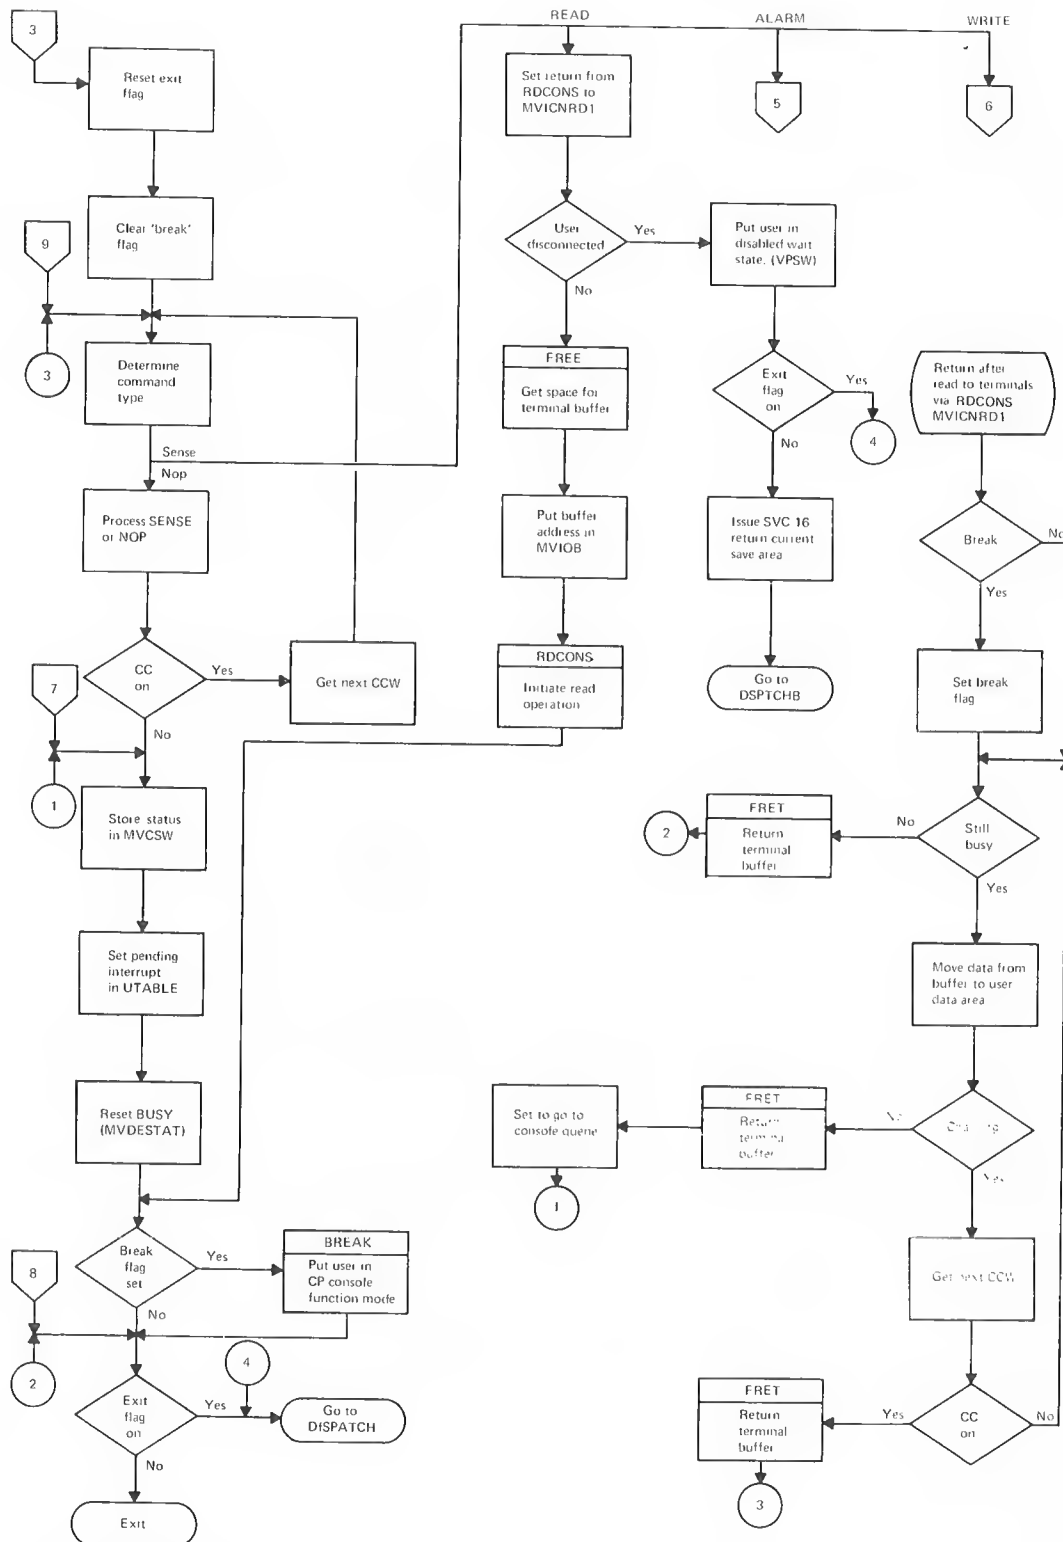 3
Reset exit
flag
Clear 'break'
flag
9
3
Determine
command
type
Sense
Nop
Process SENSE
or NOP
CC
on
Yes
Get next CCW
No
7
1
Store status
in MVCSW
Set pending
interrupt
in UTABLE
Reset BUSY
(MVDESTAT)
Break
flag
set
Yes
BREAK
Put user in
CP console
function mode
No
8
2
4
Exit
flag
on
Yes
Go to
DISPATCH
No
Exit
READ
ALARM
WRITE
5
6
Set return from
RDCONS to
MVICNRD1
User
disconnected
Yes
Put user in
disabled wait
state. (VPSW)
No
FREE
Get space for
terminal buffer
Put buffer
address in
MVIOB
RDCONS
Initiate read
operation
Exit
flag
on
Yes
4
No
Issue SVC 16
return current
save area
Go to
DSPTCHB
Return after
read to terminals
via RDCONS
MVICNRD1
Break
No
Yes
Set break
flag
Still
busy
No
FRET
Return
terminal
buffer
2
Yes
Move data from
buffer to user
data area
No
FRET
Return
termina
buffer
Set to go to
console queue
1
Yes
Get next CCW
CC
on
No
Yes
FRET
Return
terminal
buffer
3